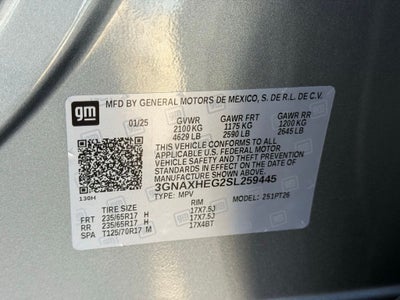 gm
MFD BY GENERAL MOTORS DE MEXICO, S. DE R.L. DE C.V.
01/25 GVWR GAWR FRT GAWR RR
2100 KG 1175 KG 1200 KG
4629 LB 2590 LB 2645 LB
THIS VEHICLE CONFORMS TO ALL
APPLICABLE U.S. FEDERAL MOTOR
VEHICLE SAFETY AND THEFT PREVENTION
STANDARDS IN EFFECT ON THE DATE OF
MANUFACTURE SHOWN ABOVE.
3GNAXHEG2SL259445
TYPE: MPV MODEL: 2S1PT26
130H
TIRE SIZE RIM
FRT 235/65R17 H 17X7.5J
RR 235/65R17 H 17X7.5J
SPA T125/70R17 M 17X4BT